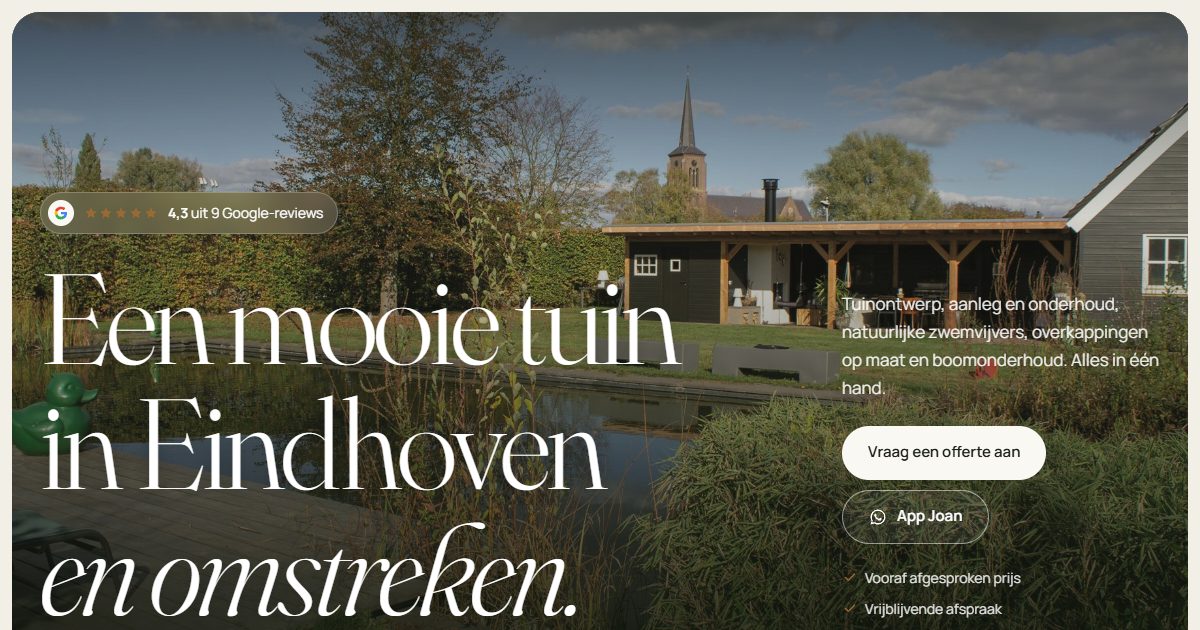 4,3 uit 9 Google-reviews
Een mooie tuin
in Eindhoven
en omstreken.
Tuinontwerp, aanleg en onderhoud,
natuurlijke zwemvijvers, overkappingen
op maat en boomonderhoud. Alles in één
hand.
Vraag een offerte aan
App Joan
Vooraf afgesproken prijs
Vrijblijvende afspraak